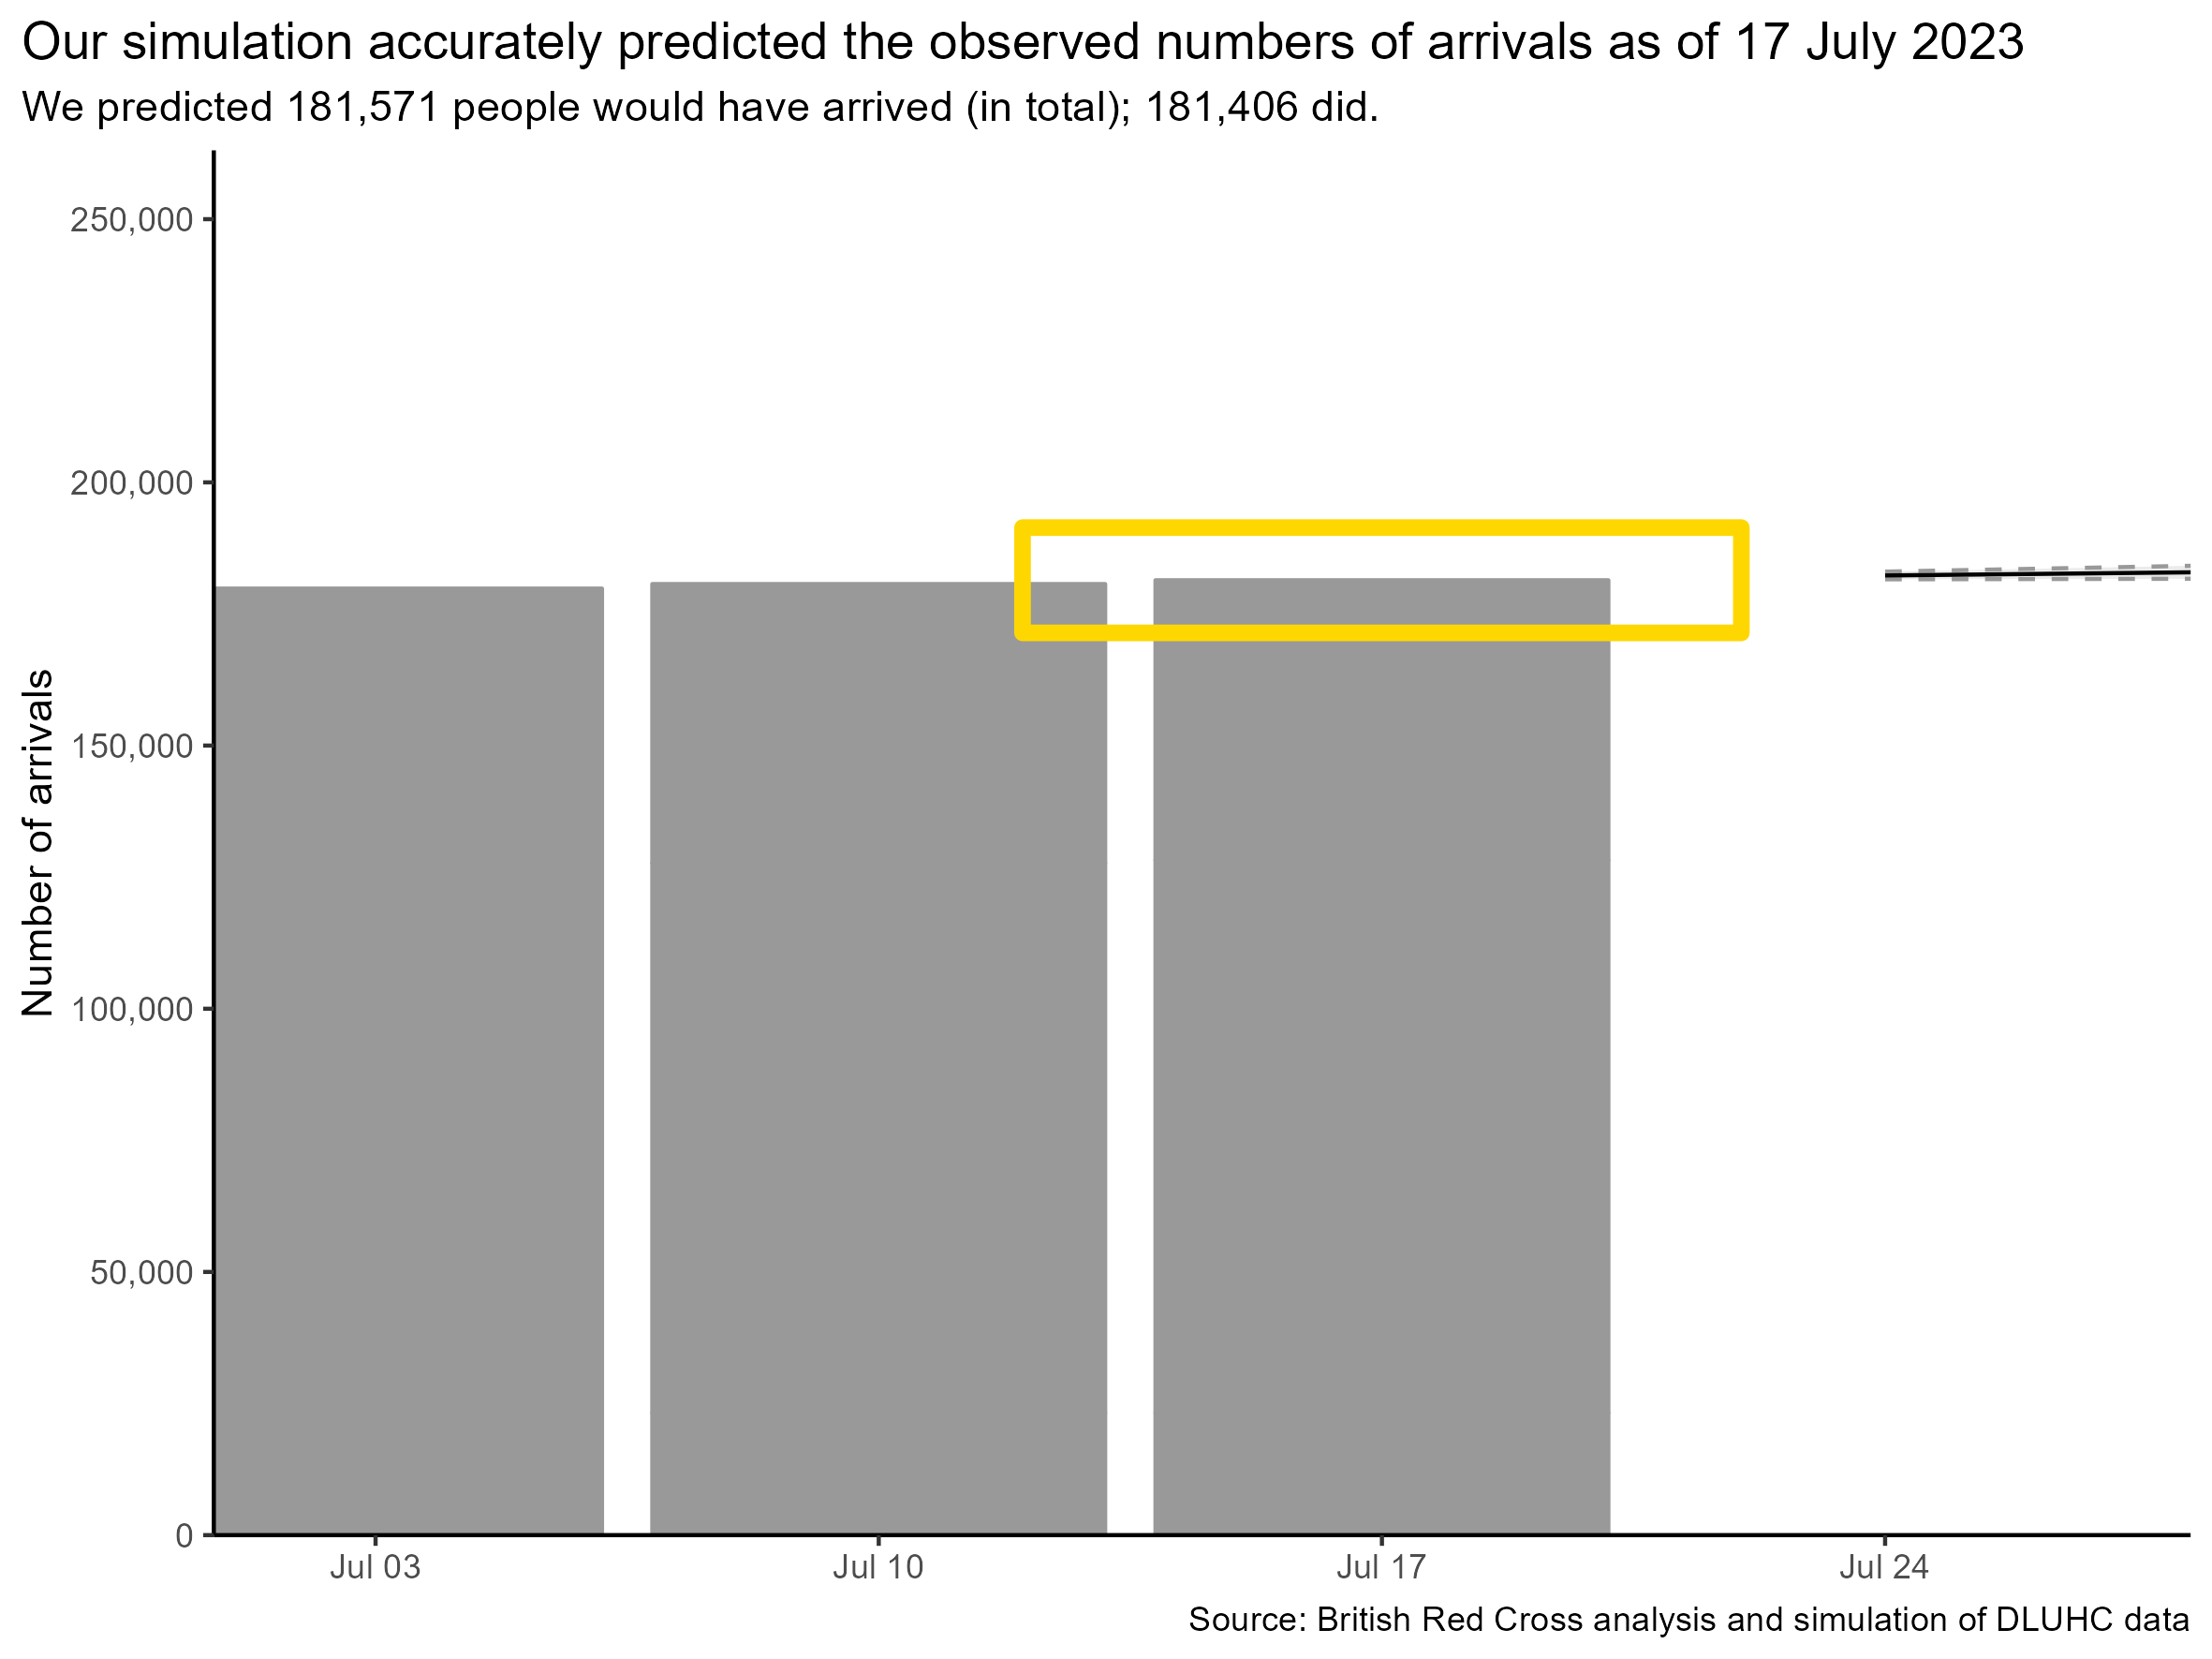 Our simulation accurately predicted the observed numbers of arrivals as of 17 July 2023
We predicted 181,571 people would have arrived (in total); 181,406 did.
250,000
200,000
150,000
100,000
50,000
0
Number of arrivals
Jul 03
Jul 10
Jul 17
Jul 24
Source: British Red Cross analysis and simulation of DLUHC data